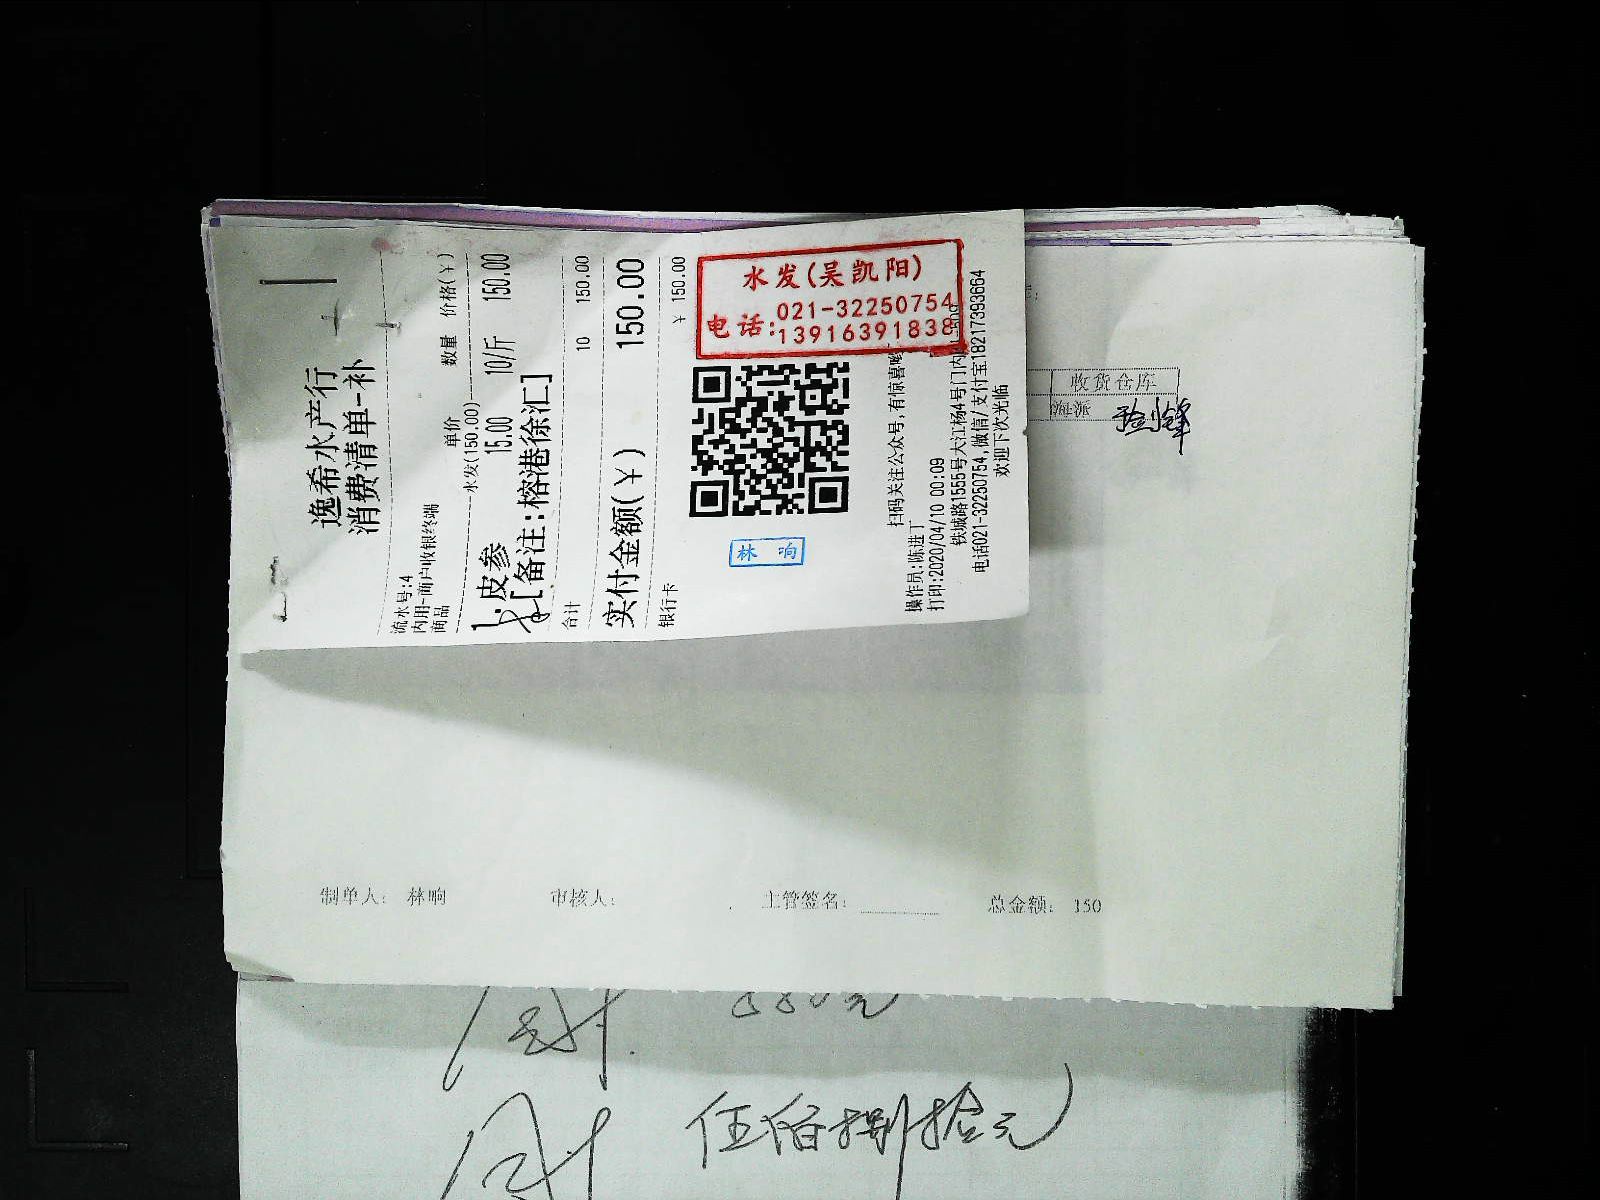 逸希水产行
消费清单-补
流水号:4
内用-商户收银终端
商品 单价 数量 价格(¥)
水发(150.00)
1.皮参 15.00 10/斤 150.00
[备注:榕港徐汇]
合计 10 150.00
实付金额(¥) 150.00
银行卡 ¥ 150.00
水发(吴凯阳)
电话:021-32250754
13916391838
林响
扫码关注公众号,有惊喜哦
操作员:陈进丁
打印:2020/04/10 00:09
铁城路1555号大江杨4号门内
电话021-32250754,微信/支付宝18217393664
欢迎下次光临
收货仓库
海派
制单人: 林响 审核人: 主管签名: 总金额: 150
580元
伍佰捌拾元